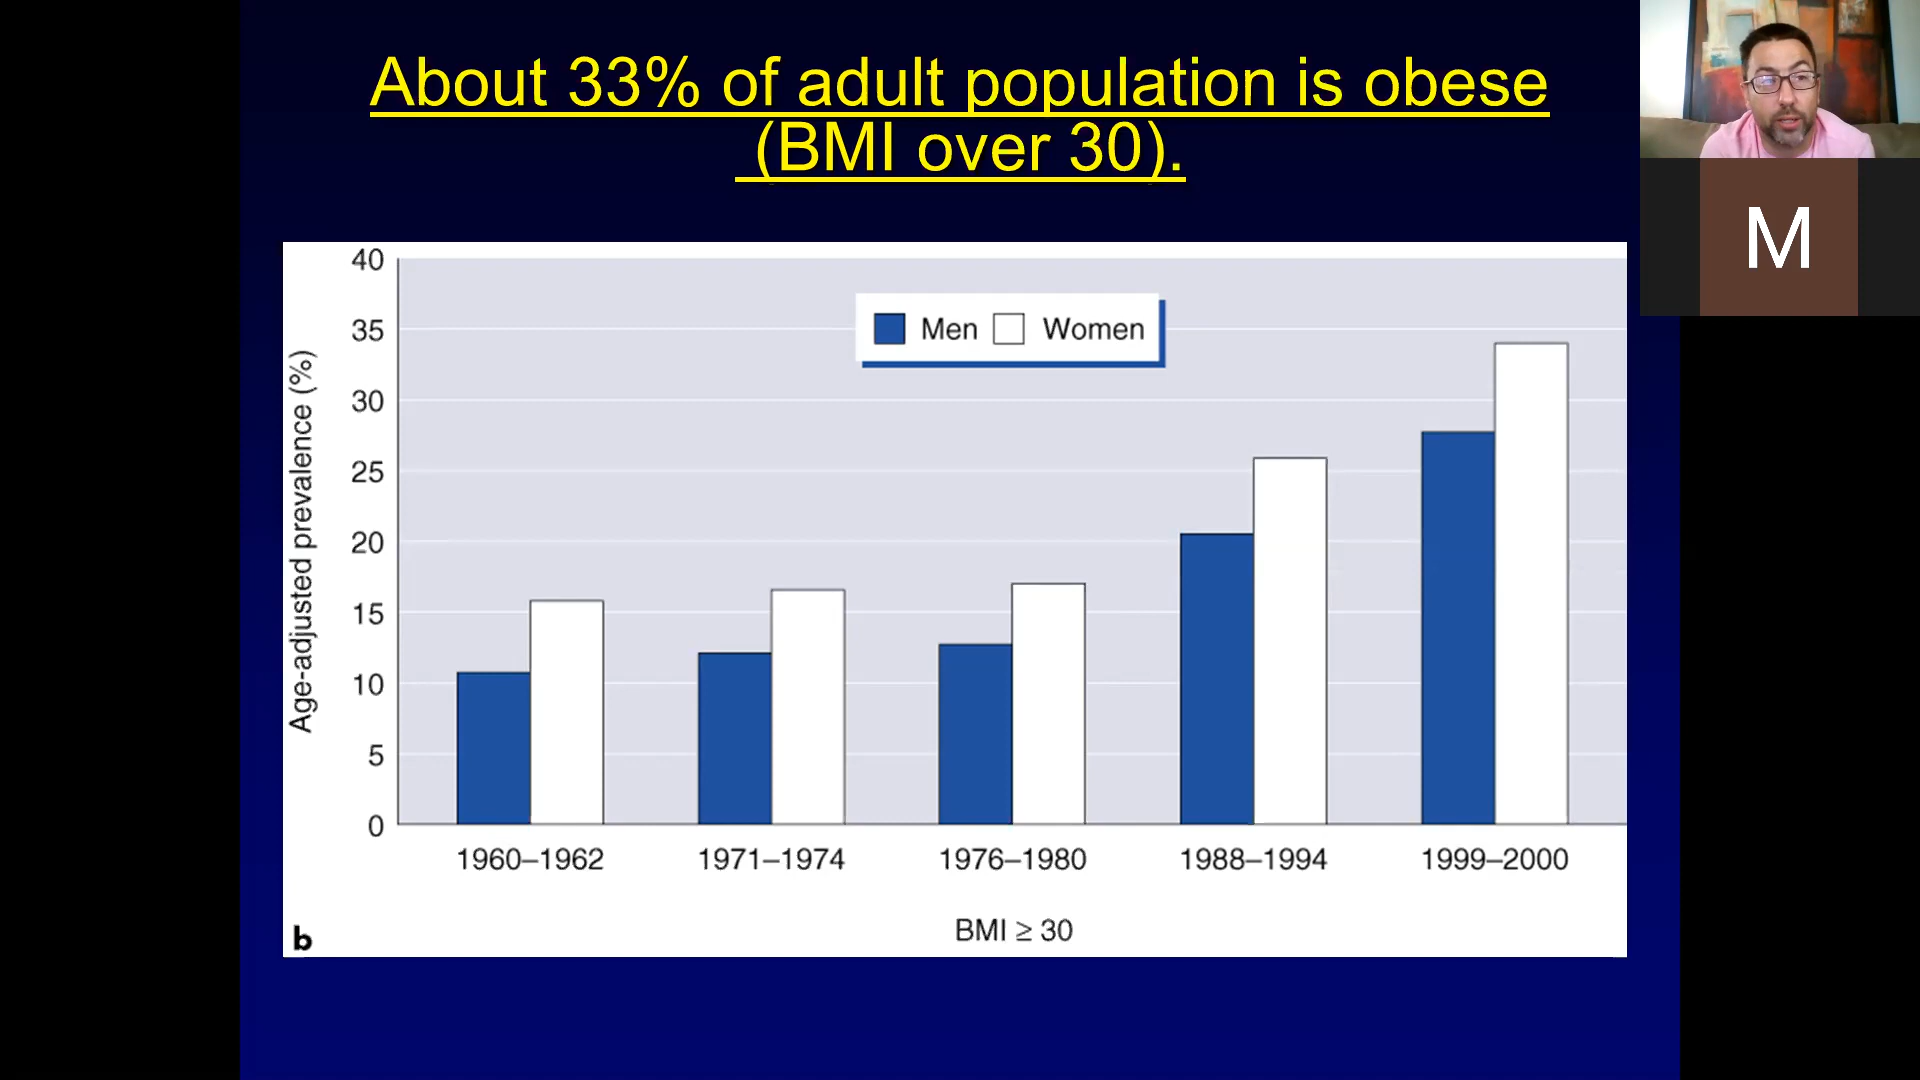 About 33% of adult population is obese
(BMI over 30).
M
40
35
30
25
20
15
10
5
0
Age-adjusted prevalence (%)
Men Women
1960–1962 1971–1974 1976–1980 1988–1994 1999–2000
BMI ≥ 30
b